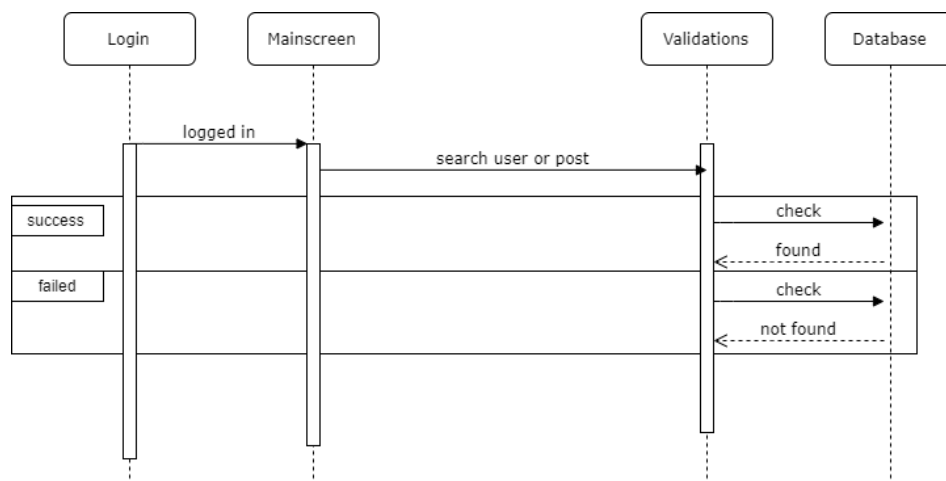 Login
Mainscreen
Validations
Database
logged in
search user or post
success
check
found
failed
check
not found